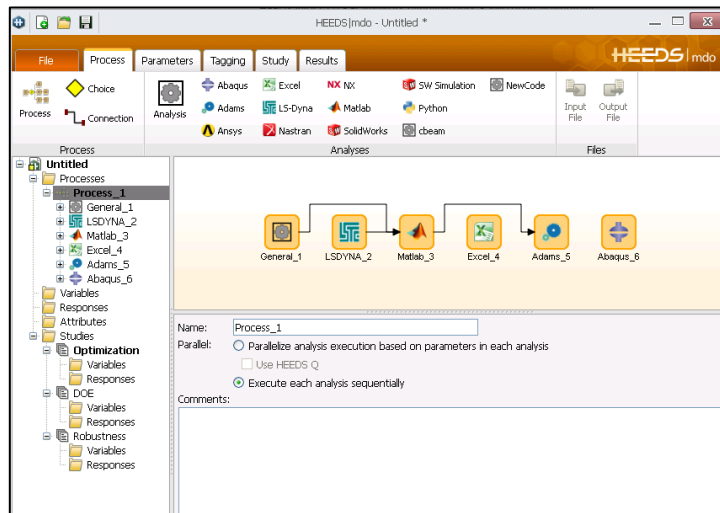 HEEDS|mdo - Untitled *
File Process Parameters Tagging Study Results
HEEDS mdo
Process
Choice
Connection
Process
Analysis
Abaqus Excel NX NX SW Simulation NewCode
Adams LS-Dyna Matlab Python
Ansys Nastran SolidWorks cbeam
Analyses
Input File
Output File
Files
Untitled
Processes
Process_1
General_1
LSDYNA_2
Matlab_3
Excel_4
Adams_5
Abaqus_6
Variables
Responses
Attributes
Studies
Optimization
Variables
Responses
DOE
Variables
Responses
Robustness
Variables
Responses
General_1 LSDYNA_2 Matlab_3 Excel_4 Adams_5 Abaqus_6
Name: Process_1
Parallel: Parallelize analysis execution based on parameters in each analysis
Use HEEDS Q
Execute each analysis sequentially
Comments: